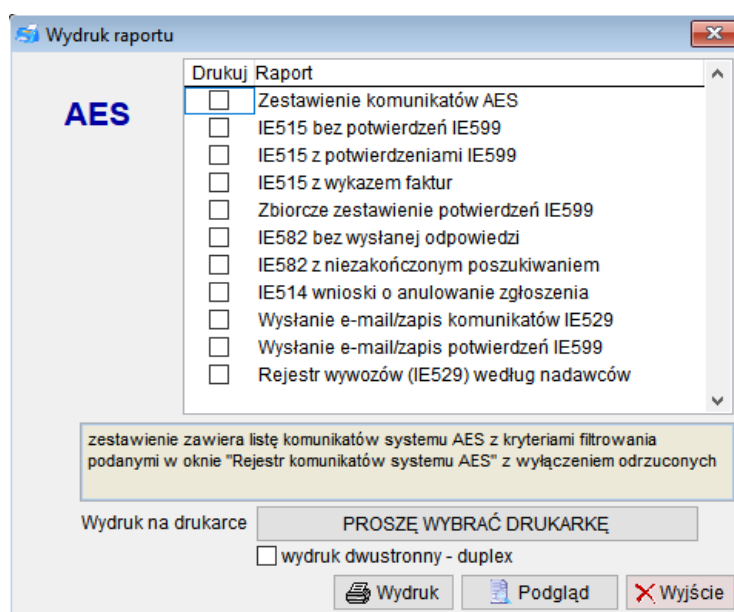 Wydruk raportu
AES
Drukuj Raport
Zestawienie komunikatów AES
IE515 bez potwierdzeń IE599
IE515 z potwierdzeniami IE599
IE515 z wykazem faktur
Zbiorcze zestawienie potwierdzeń IE599
IE582 bez wysłanej odpowiedzi
IE582 z niezakończonym poszukiwaniem
IE514 wnioski o anulowanie zgłoszenia
Wysłanie e-mail/zapis komunikatów IE529
Wysłanie e-mail/zapis potwierdzeń IE599
Rejestr wywozów (IE529) według nadawców
zestawienie zawiera listę komunikatów systemu AES z kryteriami filtrowania
podanymi w oknie "Rejestr komunikatów systemu AES" z wyłączeniem odrzuconych
Wydruk na drukarce PROSZĘ WYBRAĆ DRUKARKĘ
wydruk dwustronny - duplex
Wydruk Podgląd Wyjście